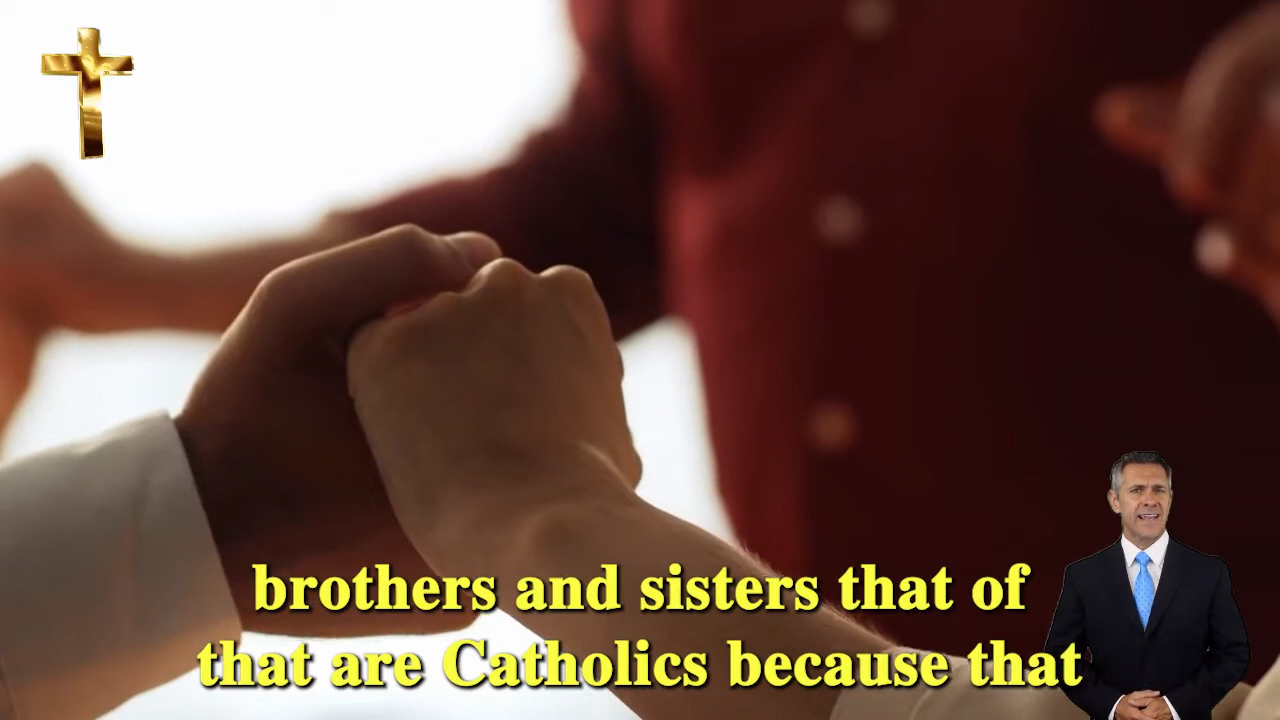 brothers and sisters that of
that are Catholics because that